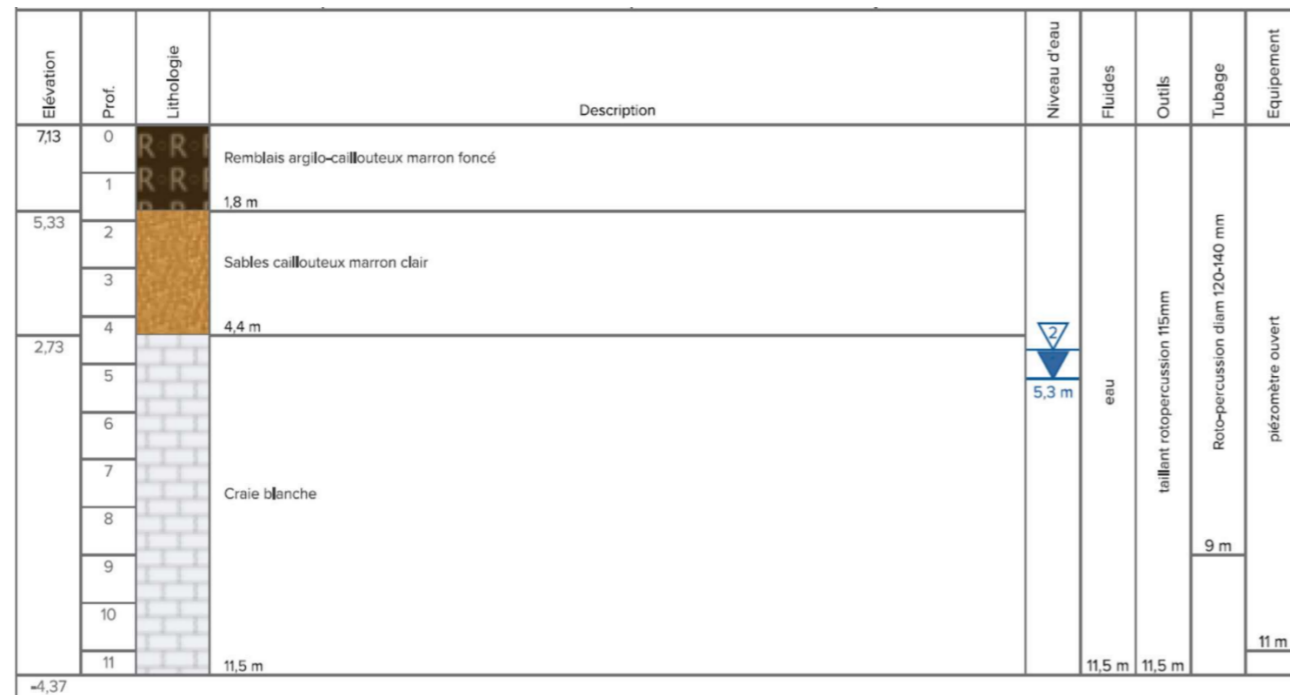 Elévation
Prof.
Lithologie
Description
Niveau d'eau
Fluides
Outils
Tubage
Equipement
7,13
0
R R R
Remblais argilo-caillouteux marron foncé
1
R R R
1,8 m
5,33
2
Sables caillouteux marron clair
3
4
4,4 m
2
2,73
5
5,3 m
eau
taillant rotopercussion 115mm
Roto-percussion diam 120-140 mm
piézomètre ouvert
6
7
Craie blanche
8
9 m
9
10
11 m
11
11,5 m
11,5 m
11,5 m
-4,37